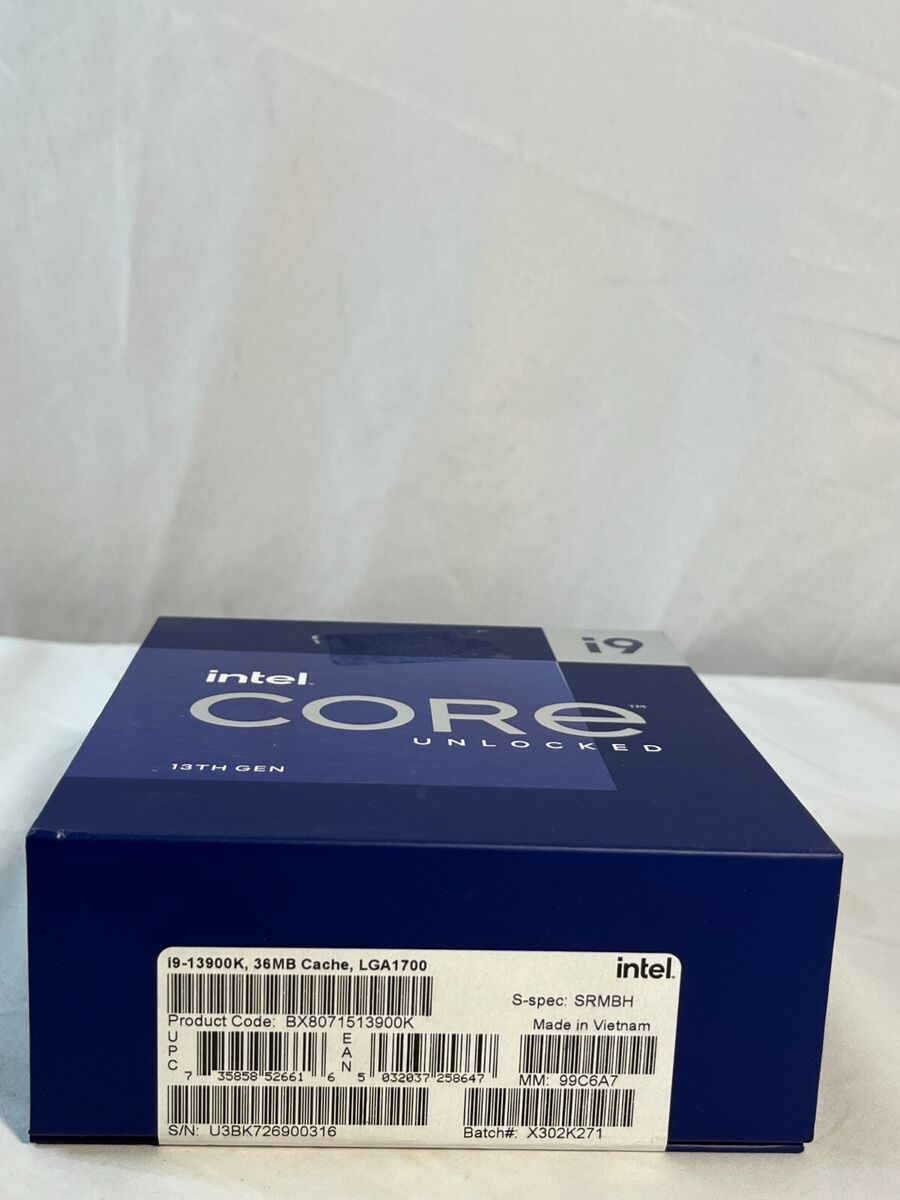 i9
intel.
CORe™
UNLOCKED
13TH GEN
i9-13900K, 36MB Cache, LGA1700
intel.
S-spec: SRMBH
Product Code: BX8071513900K
Made in Vietnam
UPC
7 35858 52661 6
EAN
5 032037 258647
MM: 99C6A7
S/N: U3BK726900316
Batch#: X302K271